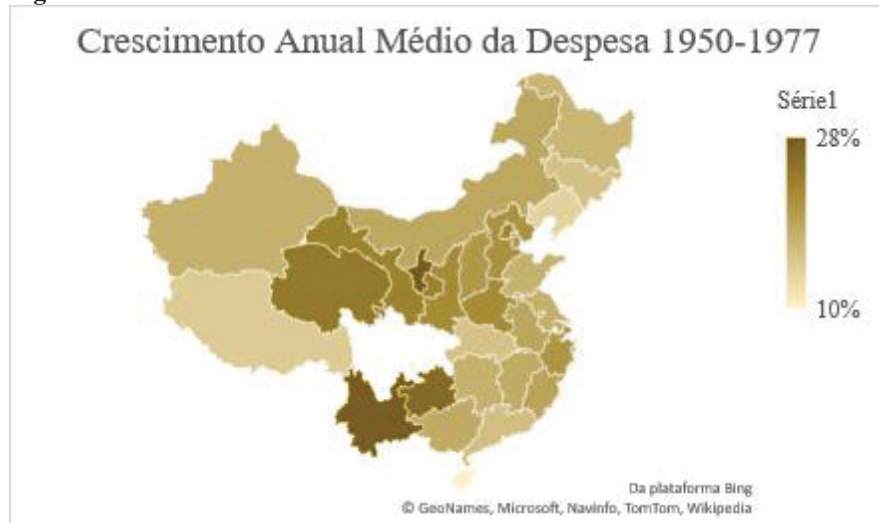 Crescimento Anual Médio da Despesa 1950-1977
Série1
28%
10%
Da plataforma Bing
© GeoNames, Microsoft, Navinfo, TomTom, Wikipedia